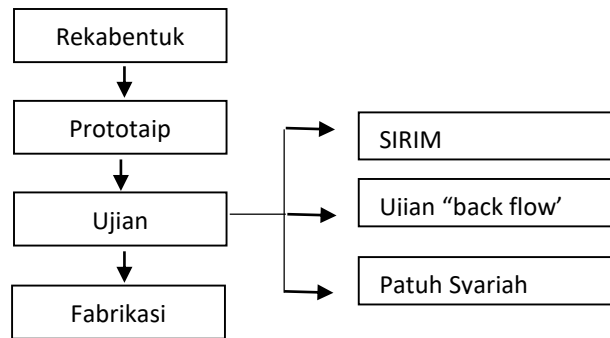 Rekabentuk
Prototaip
Ujian
Fabrikasi
SIRIM
Ujian “back flow’
Patuh Syariah